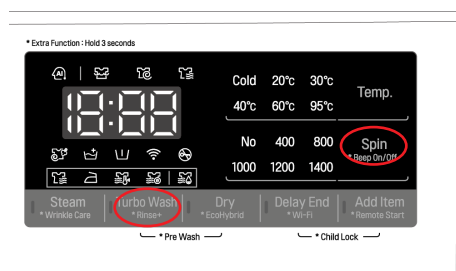 * Extra Function : Hold 3 seconds
AI
18:88
Cold 20°C 30°C
40°C 60°C 95°C
Temp.
No 400 800
1000 1200 1400
Spin
* Beep On/Off
Steam
* Wrinkle Care
Turbo Wash
* Rinse+
Dry
* EcoHybrid
Delay End
* Wi-Fi
Add Item
* Remote Start
* Pre Wash
* Child Lock